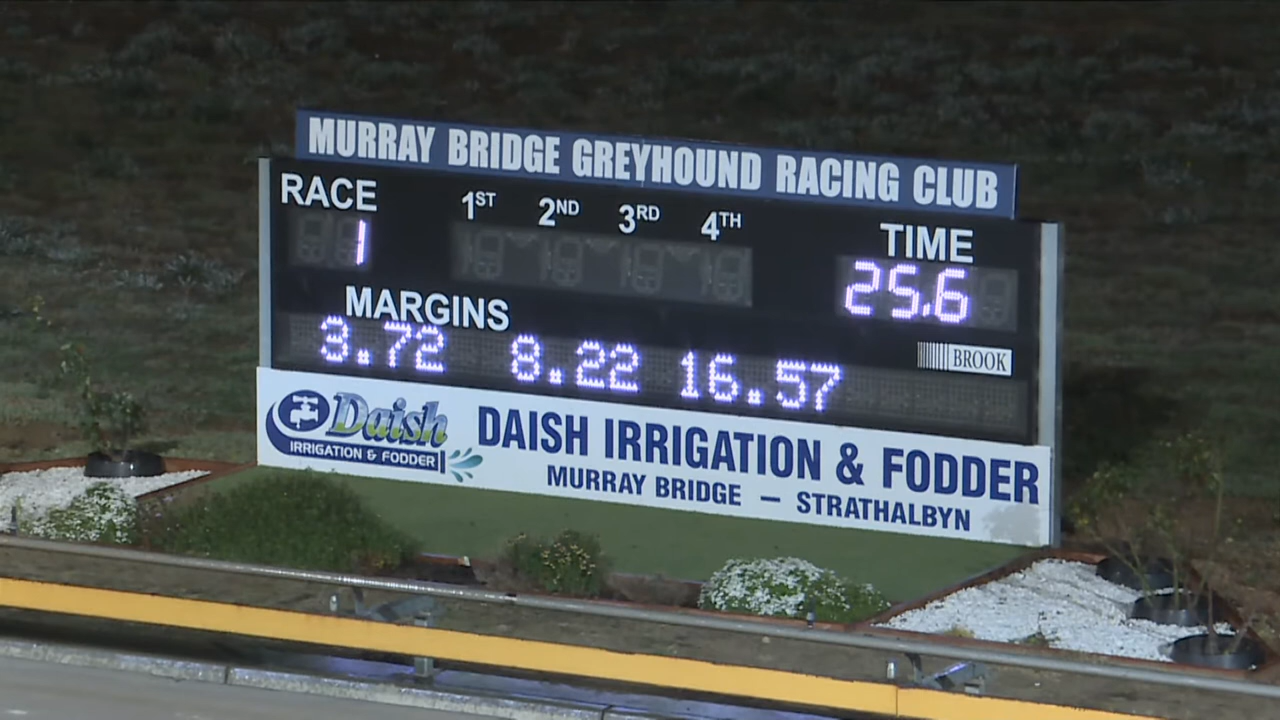 MURRAY BRIDGE GREYHOUND RACING CLUB
RACE 1ST 2ND 3RD 4TH TIME
1 25.6
MARGINS
3.72 8.22 16.57
BROOK
Daish
IRRIGATION & FODDER
DAISH IRRIGATION & FODDER
MURRAY BRIDGE — STRATHALBYN